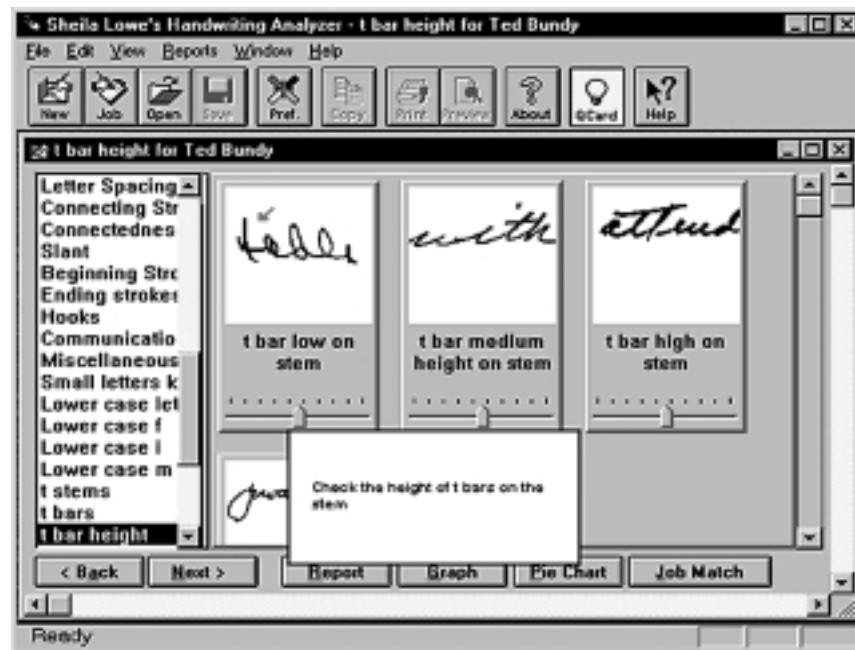 Sheila Lowe's Handwriting Analyzer - t bar height for Ted Bundy
File Edit View Reports Window Help
New Job Open Save Pref. Copy Print Preview About QCard Help
t bar height for Ted Bundy
Letter Spacing
Connecting Str
Connectednes
Slant
Beginning Strc
Ending strokes
Hooks
Communicatio
Miscellaneous
Small letters k
Lower case let
Lower case f
Lower case i
Lower case m
t stems
t bars
t bar height
table
t bar low on
stem
with
t bar medium
height on stem
attend
t bar high on
stem
Check the height of t bars on the
stem
< Back Next > Report Graph Pie Chart Job Match
Ready